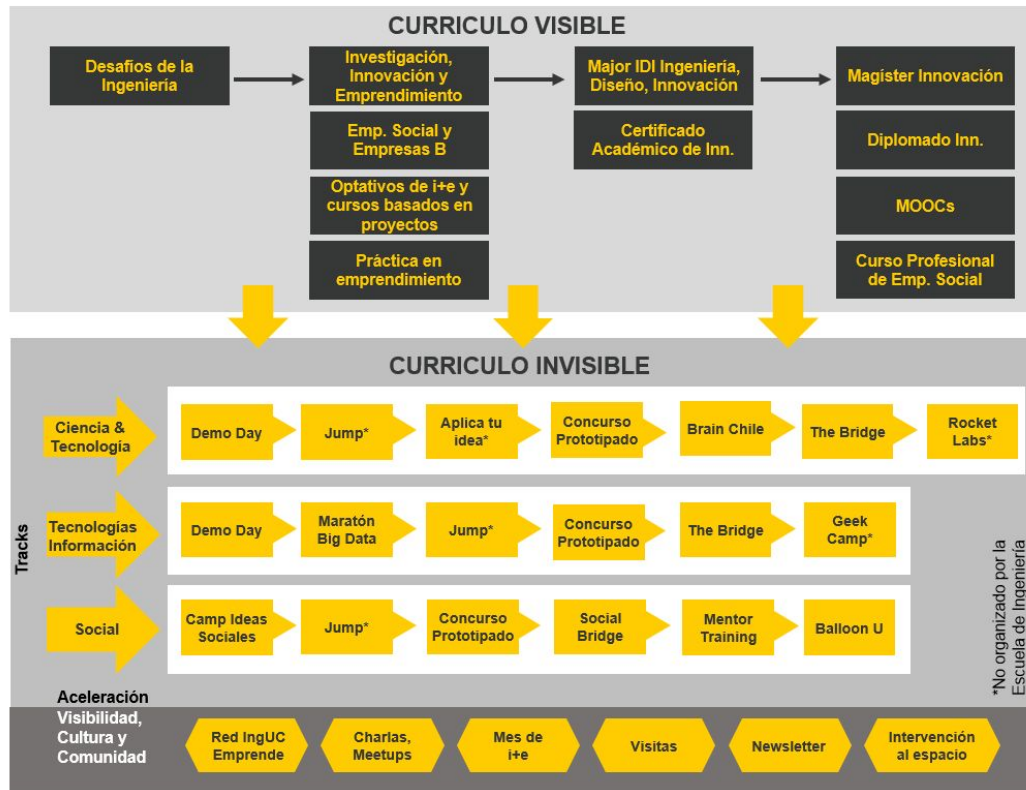 CURRICULO VISIBLE
Desafíos de la
Ingeniería
Investigación,
Innovación y
Emprendimiento
Emp. Social y
Empresas B
Optativos de i+e y
cursos basados en
proyectos
Práctica en
emprendimiento
Major IDI Ingeniería,
Diseño, Innovación
Certificado
Académico de Inn.
Magíster Innovación
Diplomado Inn.
MOOCs
Curso Profesional
de Emp. Social
CURRICULO INVISIBLE
Tracks
Ciencia &
Tecnología
Demo Day
Jump*
Aplica tu
idea*
Concurso
Prototipado
Brain Chile
The Bridge
Rocket
Labs*
Tecnologías
Información
Demo Day
Maratón
Big Data
Jump*
Concurso
Prototipado
The Bridge
Geek
Camp*
Social
Camp Ideas
Sociales
Jump*
Concurso
Prototipado
Social
Bridge
Mentor
Training
Balloon U
*No organizado por la
Escuela de Ingeniería
Aceleración
Visibilidad,
Cultura y
Comunidad
Red IngUC
Emprende
Charlas,
Meetups
Mes de
i+e
Visitas
Newsletter
Intervención
al espacio